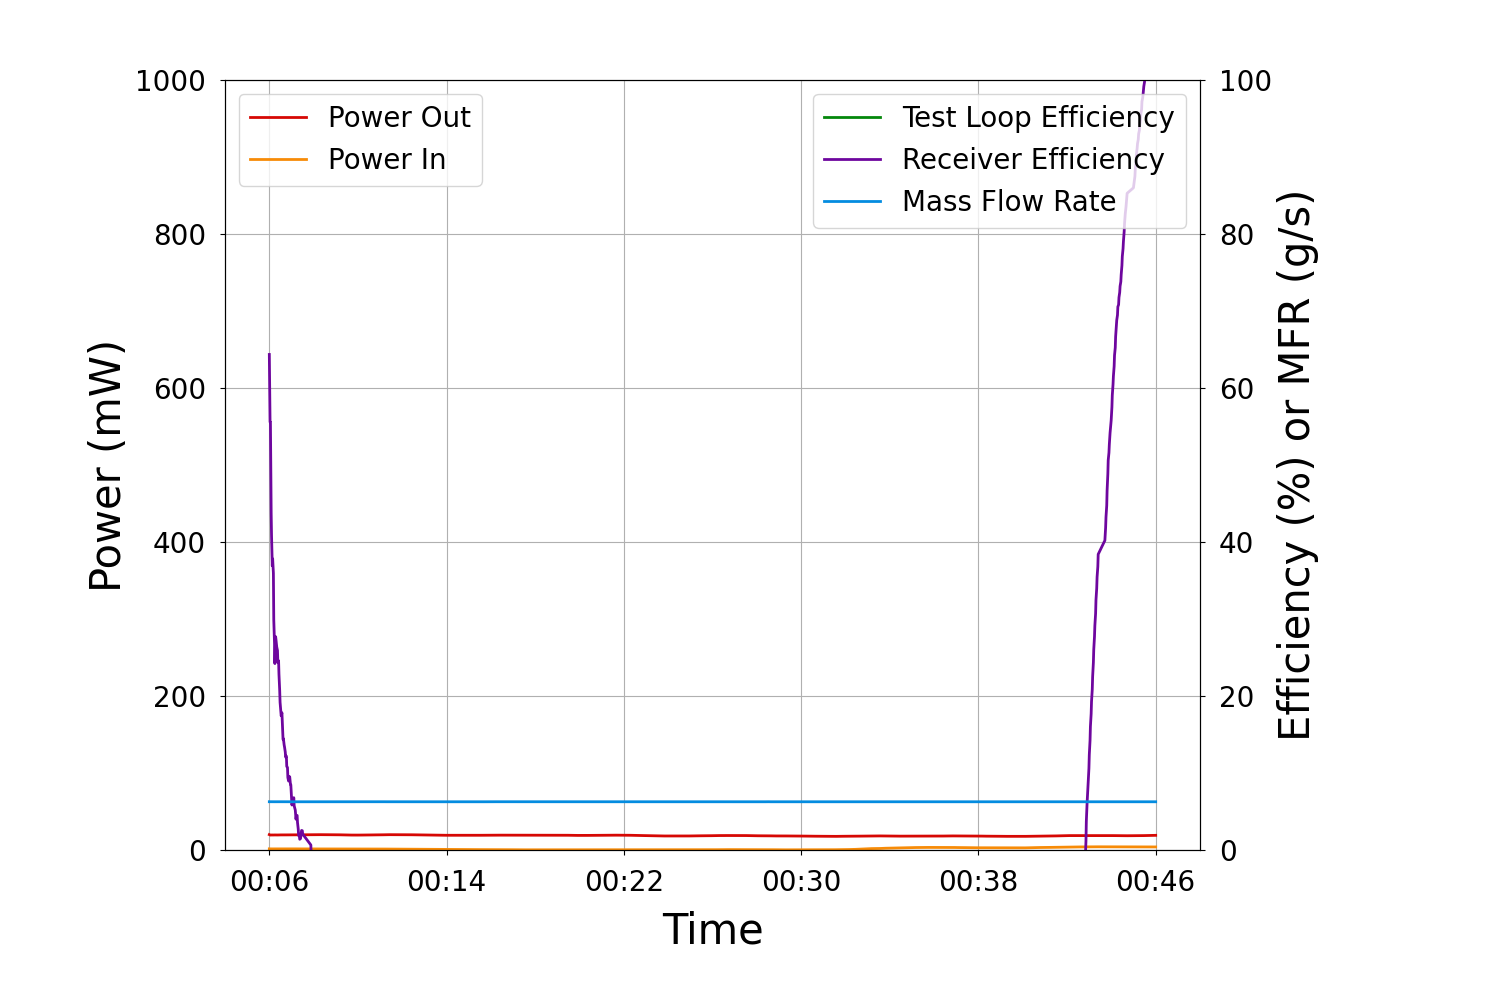 1000
800
600
400
200
0
Power (mW)
Power Out
Power In
Test Loop Efficiency
Receiver Efficiency
Mass Flow Rate
100
80
60
40
20
0
Efficiency (%) or MFR (g/s)
00:06 00:14 00:22 00:30 00:38 00:46
Time